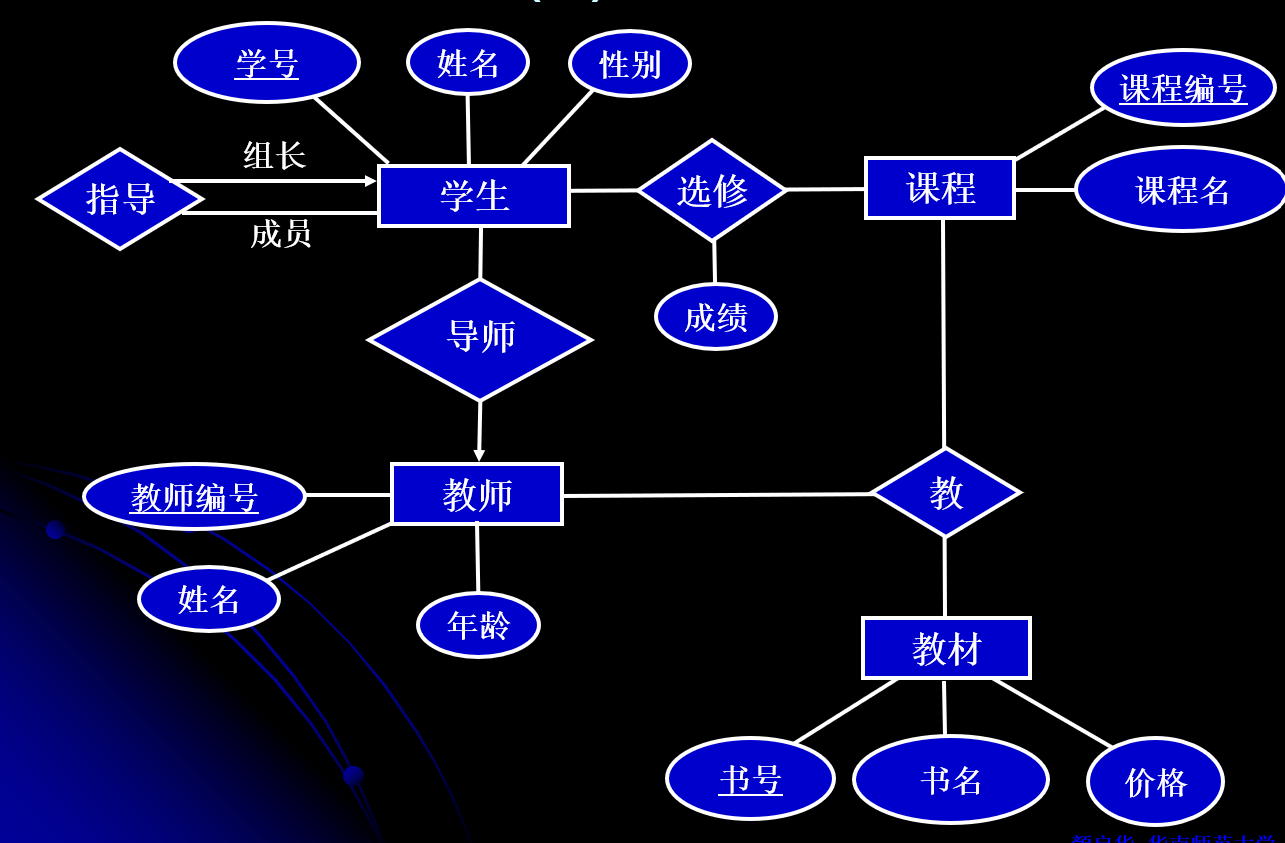 学号
姓名
性别
课程编号
组长
指导
学生
选修
课程
课程名
成员
成绩
导师
教师编号
教师
教
姓名
年龄
教材
书号
书名
价格